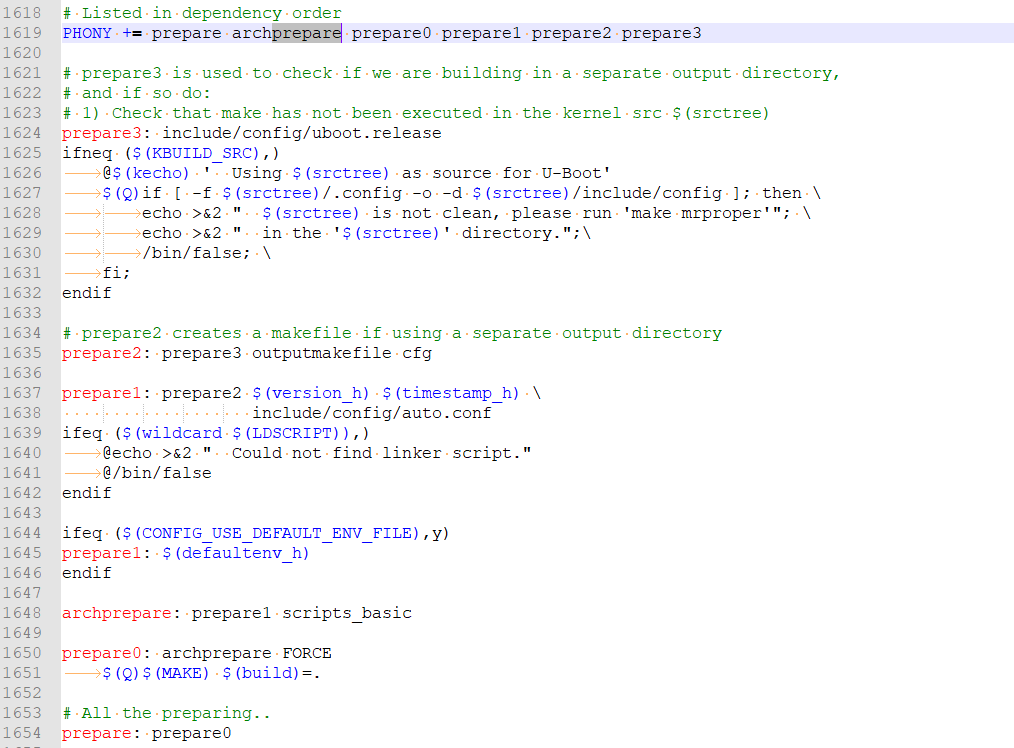 1618 # Listed in dependency order
1619 PHONY += prepare archprepare prepare0 prepare1 prepare2 prepare3
1620
1621 # prepare3 is used to check if we are building in a separate output directory,
1622 # and if so do:
1623 # 1) Check that make has not been executed in the kernel src $(srctree)
1624 prepare3: include/config/uboot.release
1625 ifneq ($(KBUILD_SRC),)
1626 	@$(kecho) '  Using $(srctree) as source for U-Boot'
1627 	$(Q)if [ -f $(srctree)/.config -o -d $(srctree)/include/config ]; then \
1628 		echo >&2 "  $(srctree) is not clean, please run 'make mrproper'"; \
1629 		echo >&2 "  in the '$(srctree)' directory.";\
1630 		/bin/false; \
1631 	fi;
1632 endif
1633
1634 # prepare2 creates a makefile if using a separate output directory
1635 prepare2: prepare3 outputmakefile cfg
1636
1637 prepare1: prepare2 $(version_h) $(timestamp_h) \
1638                    include/config/auto.conf
1639 ifeq ($(wildcard $(LDSCRIPT)),)
1640 	@echo >&2 "  Could not find linker script."
1641 	@/bin/false
1642 endif
1643
1644 ifeq ($(CONFIG_USE_DEFAULT_ENV_FILE),y)
1645 prepare1: $(defaultenv_h)
1646 endif
1647
1648 archprepare: prepare1 scripts_basic
1649
1650 prepare0: archprepare FORCE
1651 	$(Q)$(MAKE) $(build)=.
1652
1653 # All the preparing..
1654 prepare: prepare0